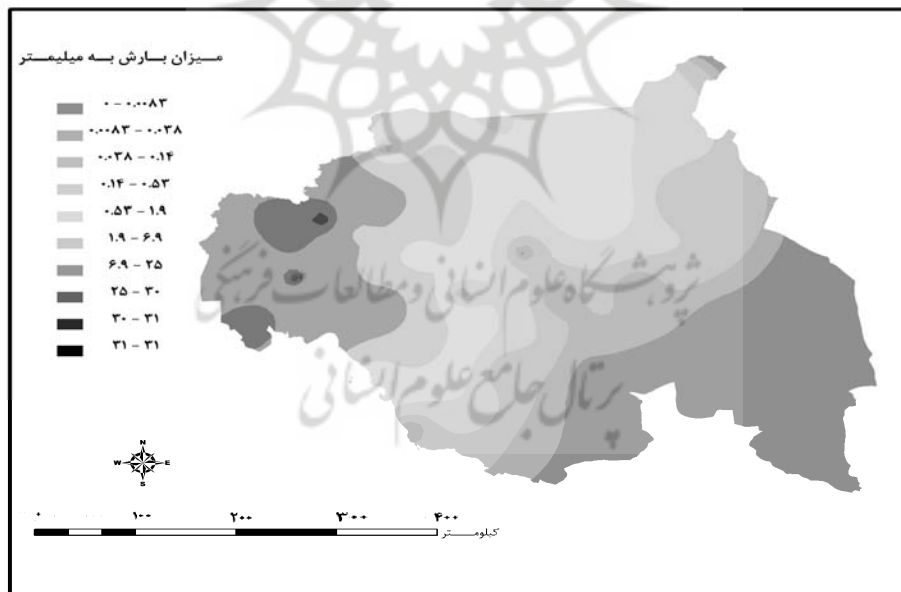 میزان بارش به میلیمتر
۰ – ۰.۰۰۸۳
۰.۰۰۸۳ – ۰.۰۳۸
۰.۰۳۸ – ۰.۱۴
۰.۱۴ – ۰.۵۳
۰.۵۳ – ۱.۹
۱.۹ – ۶.۹
۶.۹ – ۲۵
۲۵ – ۳۰
۳۰ – ۳۱
۳۱ – ۳۱
پژوهشگاه علوم انسانی و مطالعات فرهنگی
پرتال جامع علوم انسانی
N
W E
S
۰ ۱۰۰ ۲۰۰ ۳۰۰ ۴۰۰
کیلومتر